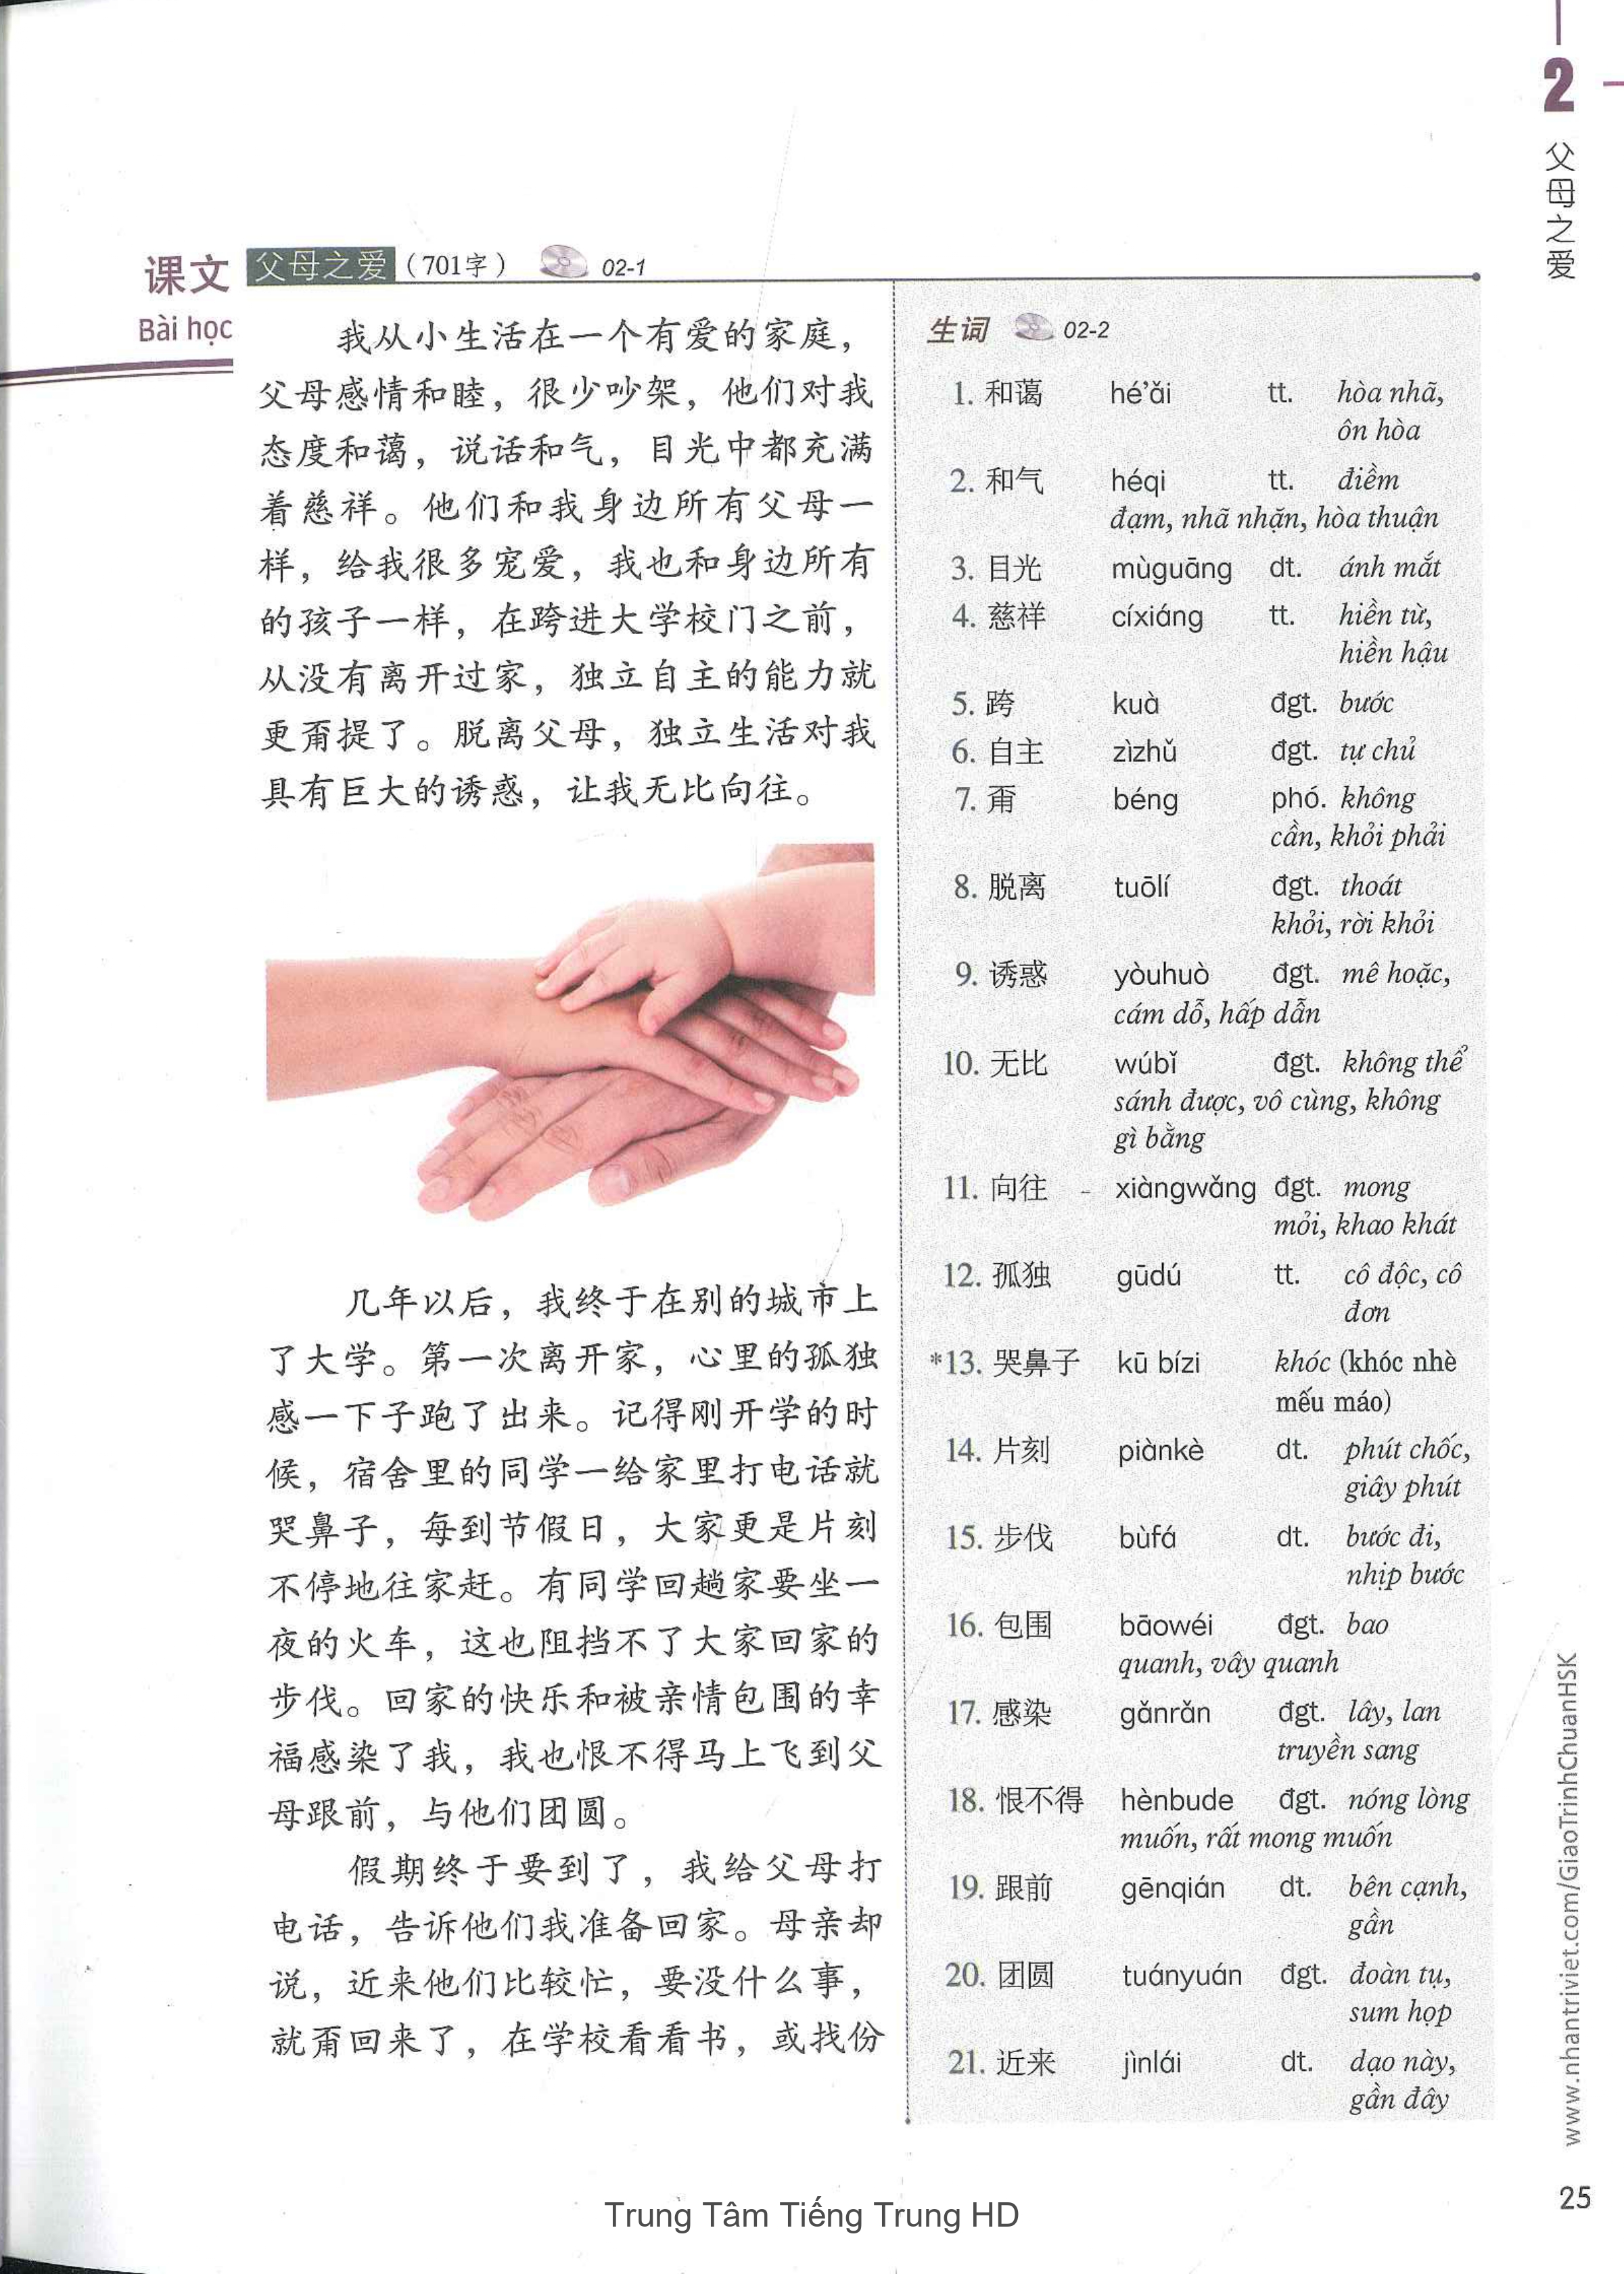 2
父母之爱
课文 父母之爱 (701字) 02-1
Bài học
我从小生活在一个有爱的家庭，
父母感情和睦，很少吵架，他们对我
态度和蔼，说话和气，目光中都充满
着慈祥。他们和我身边所有父母一
样，给我很多宠爱，我也和身边所有
的孩子一样，在跨进大学校门之前，
从没有离开过家，独立自主的能力就
更甭提了。脱离父母，独立生活对我
具有巨大的诱惑，让我无比向往。
几年以后，我终于在别的城市上
了大学。第一次离开家，心里的孤独
感一下子跑了出来。记得刚开学的时
候，宿舍里的同学一给家里打电话就
哭鼻子，每到节假日，大家更是片刻
不停地往家赶。有同学回趟家要坐一
夜的火车，这也阻挡不了大家回家的
步伐。回家的快乐和被亲情包围的幸
福感染了我，我也恨不得马上飞到父
母跟前，与他们团圆。
假期终于要到了，我给父母打
电话，告诉他们我准备回家。母亲却
说，近来他们比较忙，要没什么事，
就甭回来了，在学校看看书，或找份
生词 02-2
1. 和蔼 hé'ǎi tt. hòa nhã,
ôn hòa
2. 和气 héqi tt. điềm
đạm, nhã nhặn, hòa thuận
3. 目光 mùguāng dt. ánh mắt
4. 慈祥 cíxiáng tt. hiền từ,
hiền hậu
5. 跨 kuà đgt. bước
6. 自主 zìzhǔ đgt. tự chủ
7. 甭 béng phó. không
cần, khỏi phải
8. 脱离 tuōlí đgt. thoát
khỏi, rời khỏi
9. 诱惑 yòuhuò đgt. mê hoặc,
cám dỗ, hấp dẫn
10. 无比 wúbǐ đgt. không thể
sánh được, vô cùng, không
gì bằng
11. 向往 xiàngwǎng đgt. mong
mỏi, khao khát
12. 孤独 gūdú tt. cô độc, cô
đơn
*13. 哭鼻子 kū bízi khóc (khóc nhè
mếu máo)
14. 片刻 piànkè dt. phút chốc,
giây phút
15. 步伐 bùfá dt. bước đi,
nhịp bước
16. 包围 bāowéi đgt. bao
quanh, vây quanh
17. 感染 gǎnrǎn đgt. lây, lan
truyền sang
18. 恨不得 hènbude đgt. nóng lòng
muốn, rất mong muốn
19. 跟前 gēnqián dt. bên cạnh,
gần
20. 团圆 tuányuán đgt. đoàn tụ,
sum họp
21. 近来 jìnlái dt. dạo này,
gần đây
www.nhantriviet.com/GiaoTrinhChuanHSK
25
Trung Tâm Tiếng Trung HD